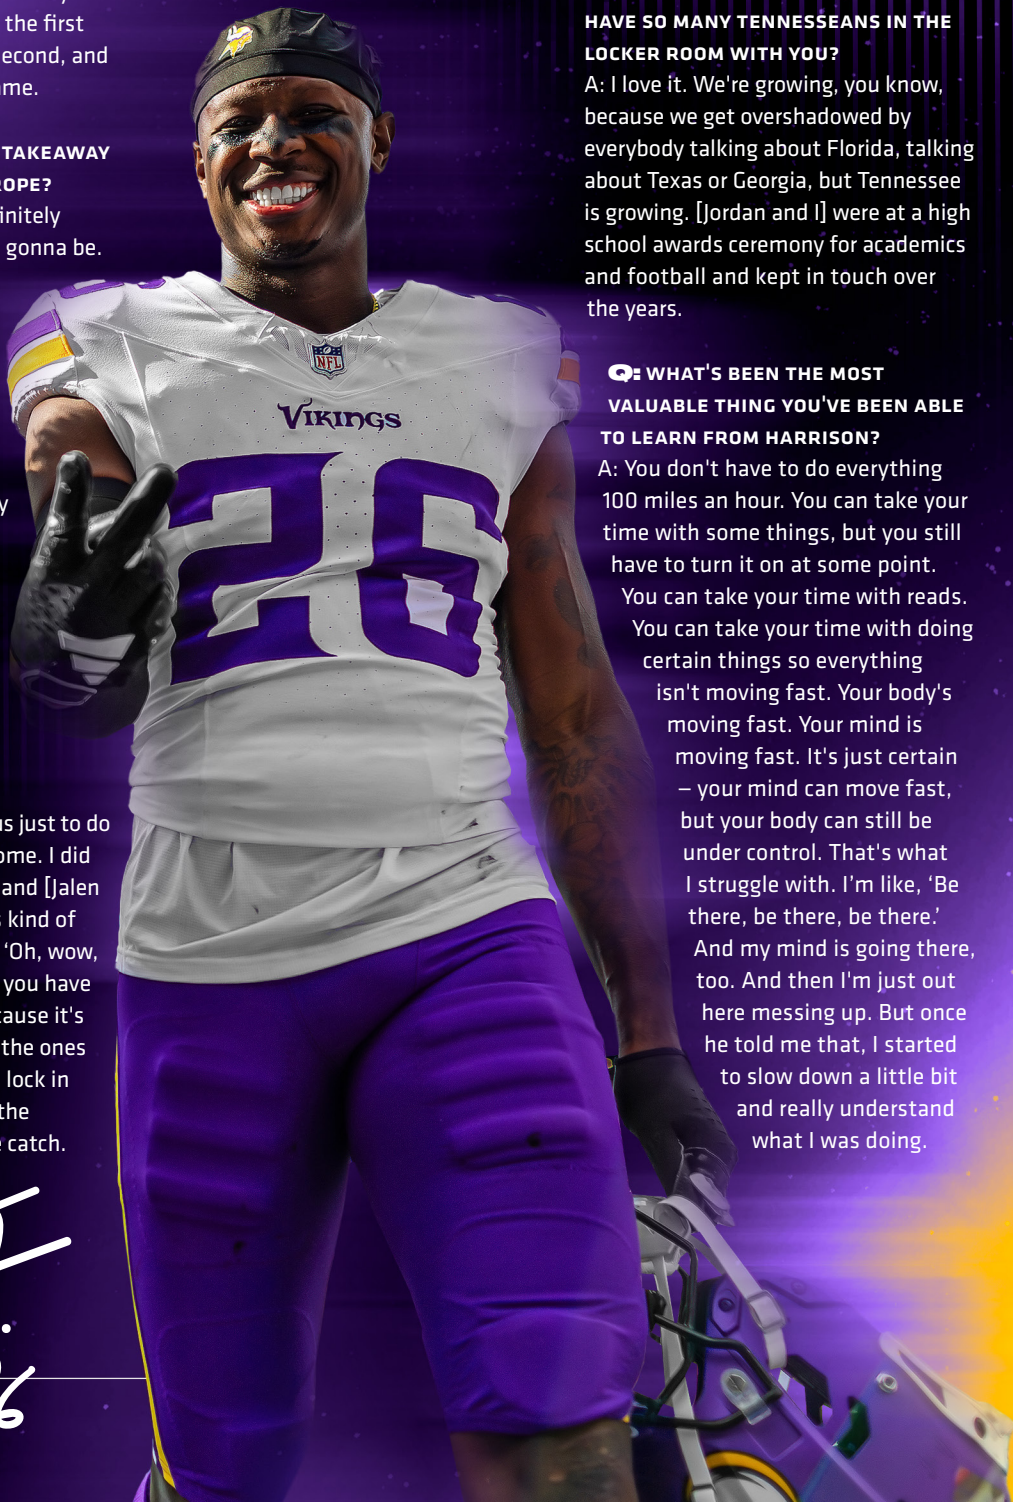 the first
econd, and
me.
TAKEAWAY
ROPE?
finitely
gonna be.
y
us just to do
ome. I did
and [Jalen
s kind of
‘Oh, wow,
you have
cause it's
the ones
lock in
the
e catch.
6
NFL
VIKINGS
26
HAVE SO MANY TENNESSEANS IN THE
LOCKER ROOM WITH YOU?
A: I love it. We're growing, you know,
because we get overshadowed by
everybody talking about Florida, talking
about Texas or Georgia, but Tennessee
is growing. [Jordan and I] were at a high
school awards ceremony for academics
and football and kept in touch over
the years.
Q: WHAT'S BEEN THE MOST
VALUABLE THING YOU'VE BEEN ABLE
TO LEARN FROM HARRISON?
A: You don't have to do everything
100 miles an hour. You can take your
time with some things, but you still
have to turn it on at some point.
You can take your time with reads.
You can take your time with doing
certain things so everything
isn't moving fast. Your body's
moving fast. Your mind is
moving fast. It's just certain
– your mind can move fast,
but your body can still be
under control. That's what
I struggle with. I’m like, ‘Be
there, be there, be there.’
And my mind is going there,
too. And then I'm just out
here messing up. But once
he told me that, I started
to slow down a little bit
and really understand
what I was doing.